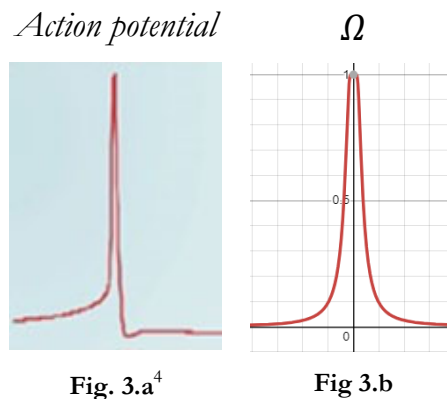 Action potential
Ω
1
0.5
0
Fig. 3.a⁴
Fig 3.b